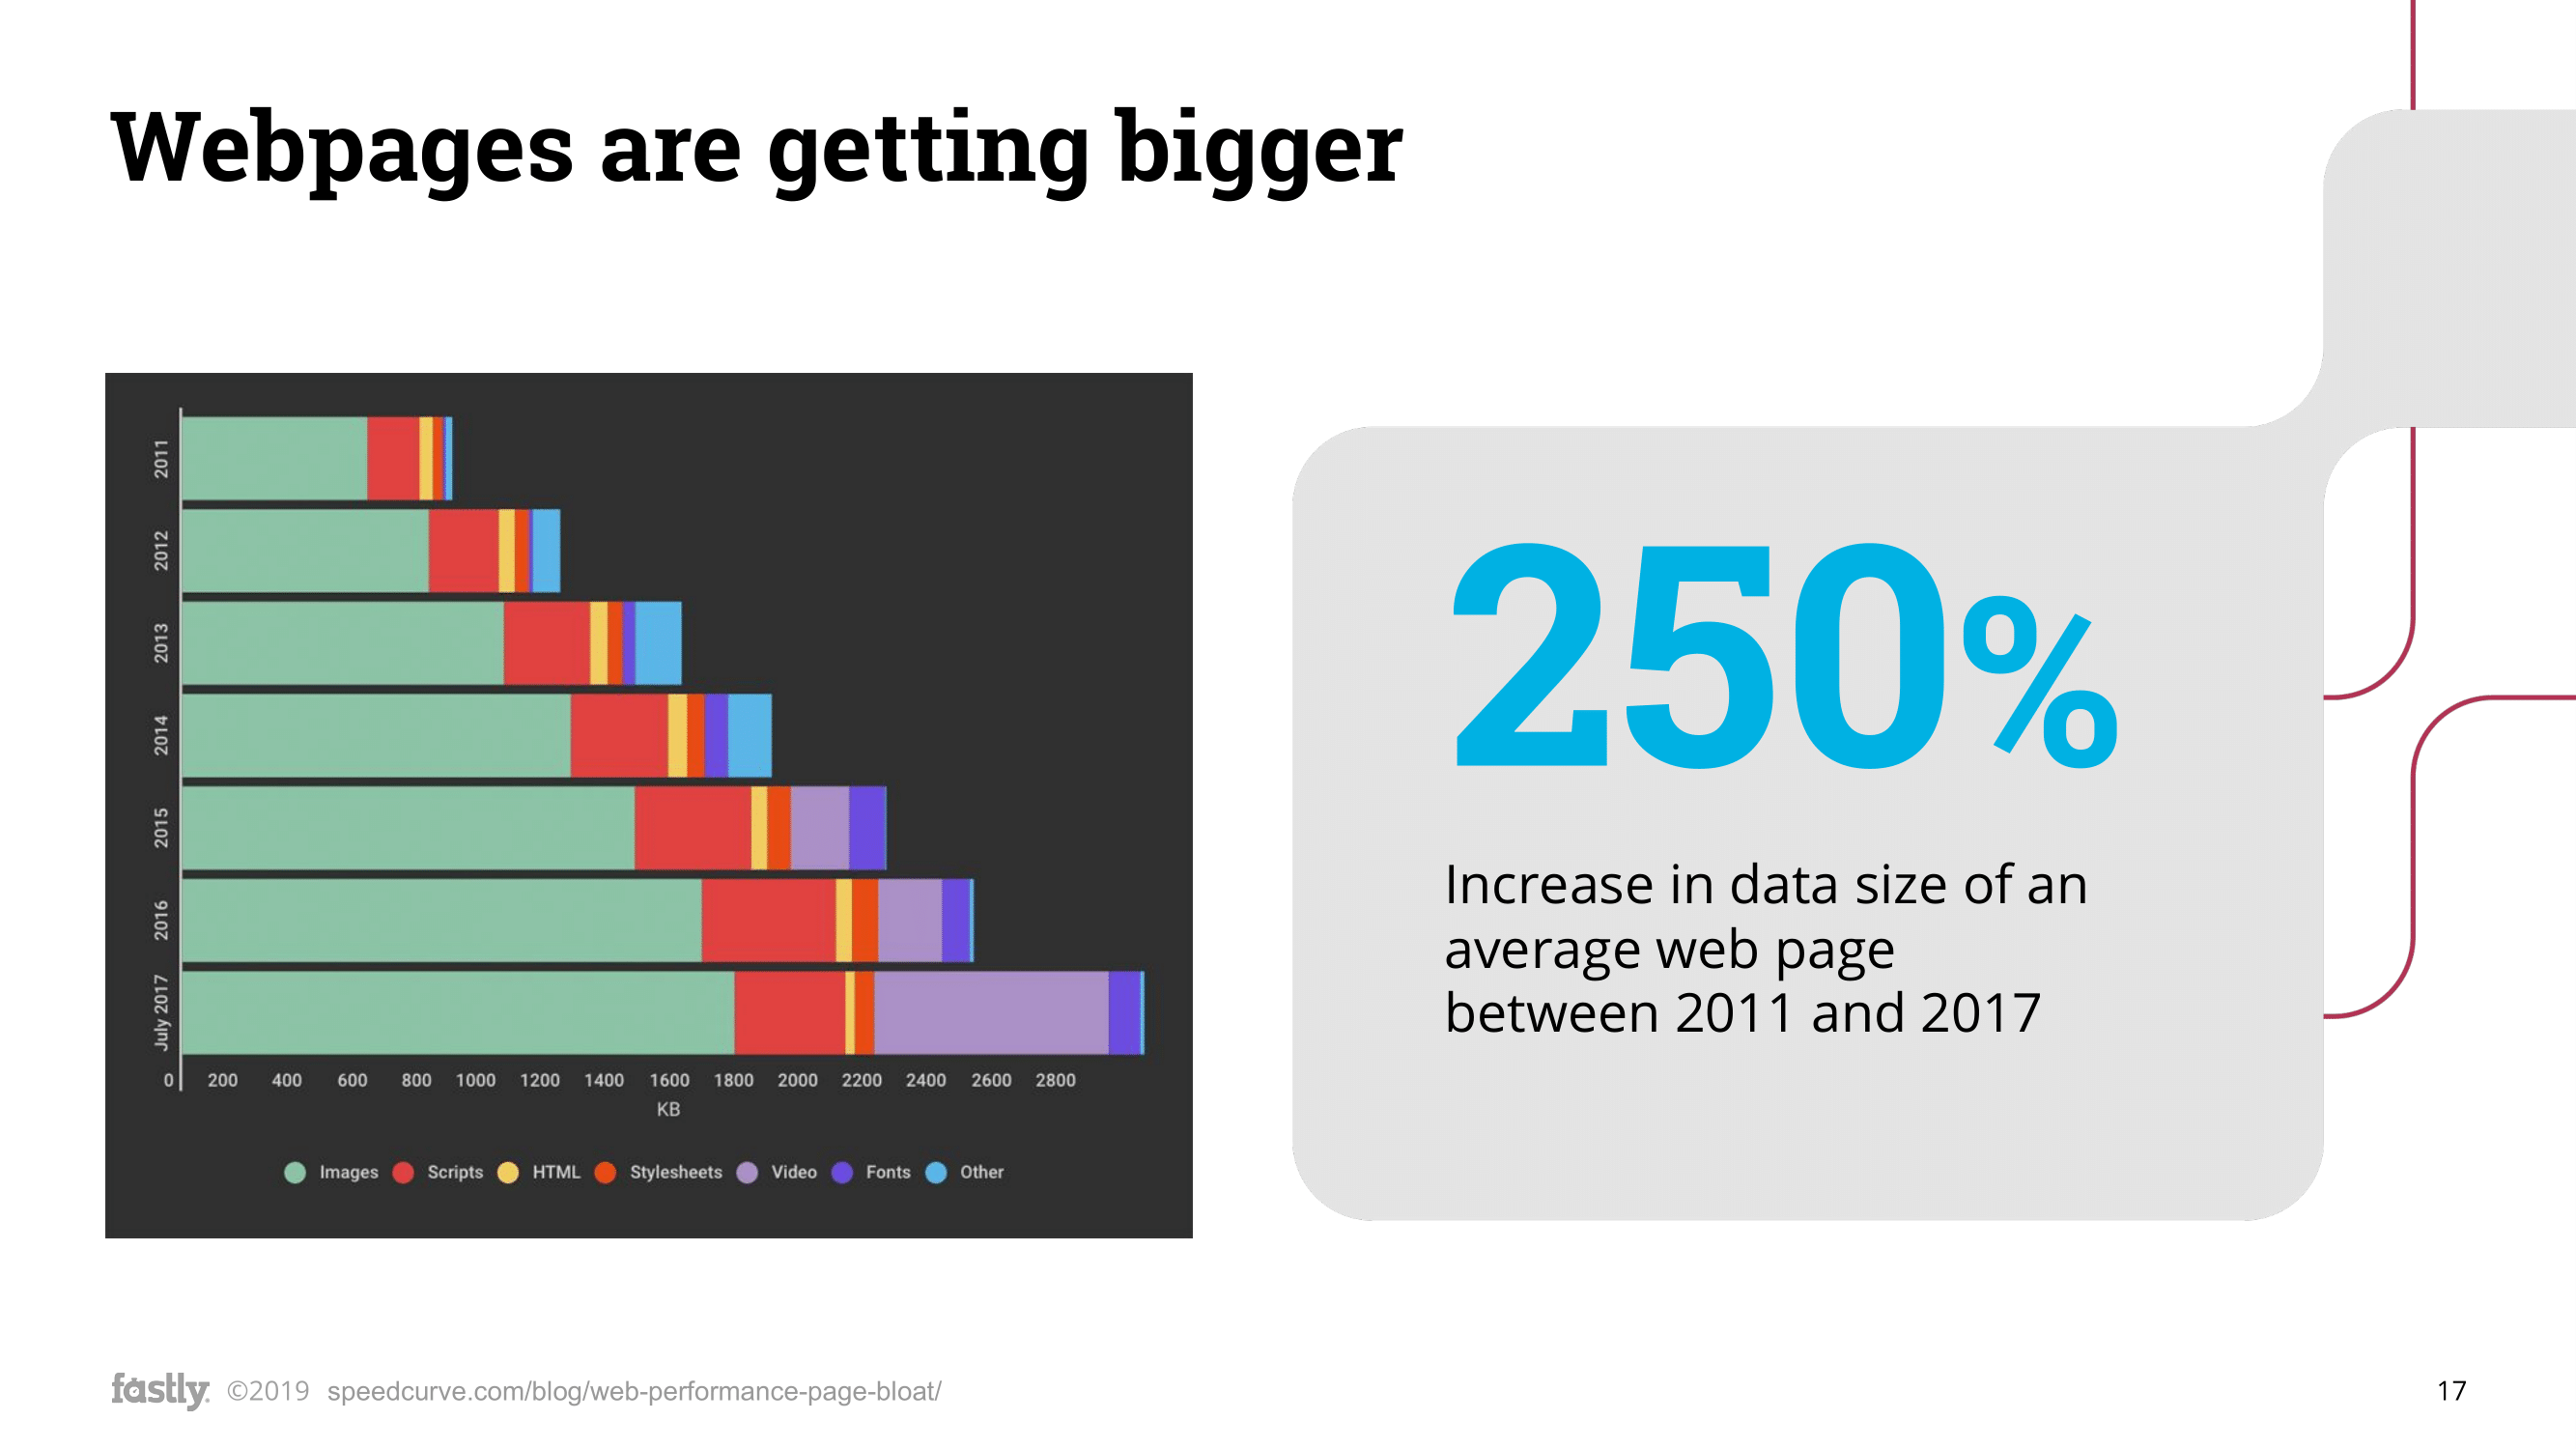 Webpages are getting bigger
2011
2012
2013
2014
2015
2016
July 2017
0 200 400 600 800 1000 1200 1400 1600 1800 2000 2200 2400 2600 2800
KB
Images Scripts HTML Stylesheets Video Fonts Other
250%
Increase in data size of an
average web page
between 2011 and 2017
fastly ©2019 speedcurve.com/blog/web-performance-page-bloat/
17